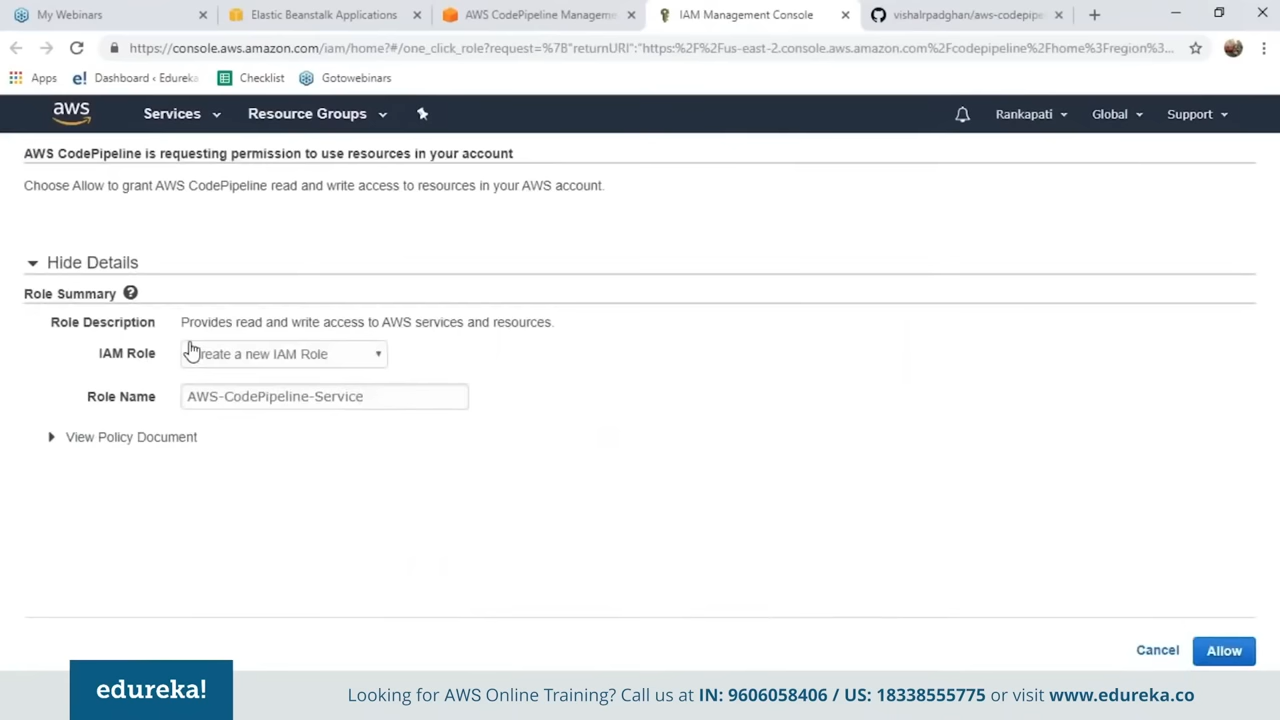 My Webinars
Elastic Beanstalk Applications
AWS CodePipeline Manageme
IAM Management Console
vishalrpadghan/aws-codepipe
https://console.aws.amazon.com/iam/home?#/one_click_role?request=%7B"returnURI":"https:%2F%2Fus-east-2.console.aws.amazon.com%2Fcodepipeline%2Fhome%3Fregion%3...
Apps
e! Dashboard ‹ Edureka
Checklist
Gotowebinars
aws
Services
Resource Groups
Rankapati
Global
Support
AWS CodePipeline is requesting permission to use resources in your account
Choose Allow to grant AWS CodePipeline read and write access to resources in your AWS account.
Hide Details
Role Summary ?
Role Description Provides read and write access to AWS services and resources.
IAM Role Create a new IAM Role
Role Name AWS-CodePipeline-Service
View Policy Document
Cancel
Allow
edureka!
Looking for AWS Online Training? Call us at IN: 9606058406 / US: 18338555775 or visit www.edureka.co